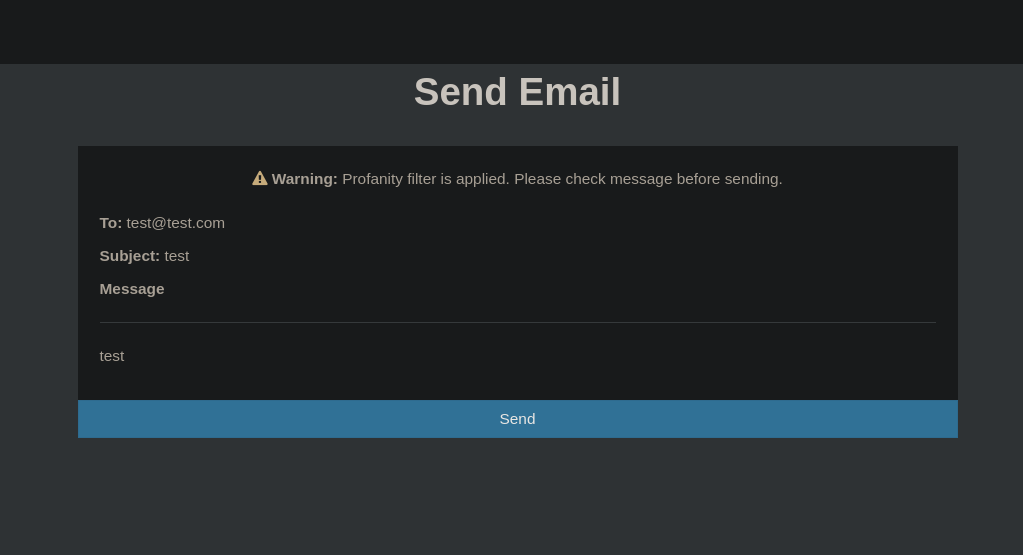 Send Email
Warning: Profanity filter is applied. Please check message before sending.
To: test@test.com
Subject: test
Message
test
Send